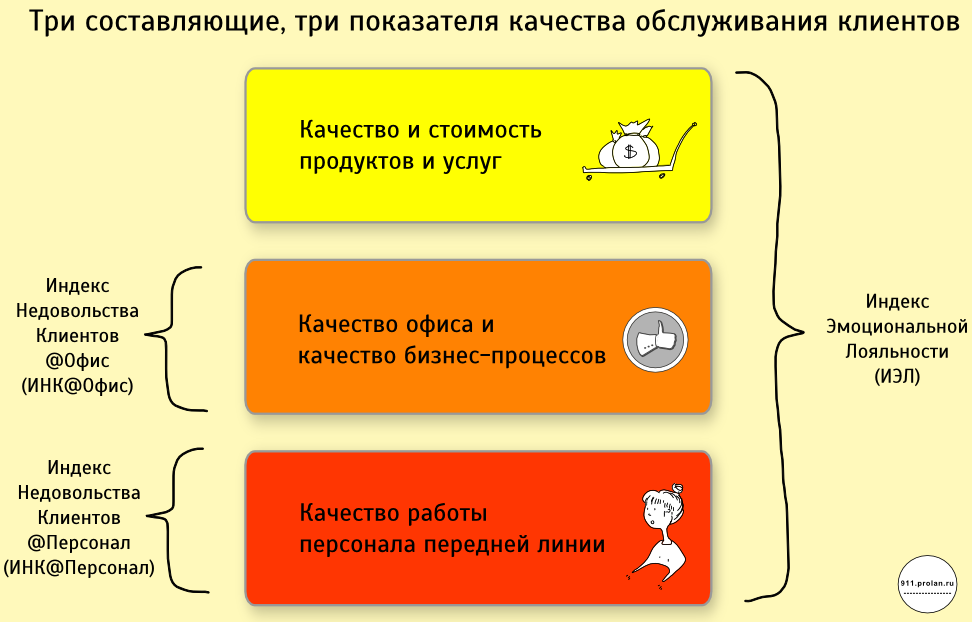 Три составляющие, три показателя качества обслуживания клиентов
Качество и стоимость
продуктов и услуг
$
Индекс
Недовольства
Клиентов
@Офис
(ИНК@Офис)
Качество офиса и
качество бизнес-процессов
Индекс
Эмоциональной
Лояльности
(ИЭЛ)
Индекс
Недовольства
Клиентов
@Персонал
(ИНК@Персонал)
Качество работы
персонала передней линии
911.prolan.ru